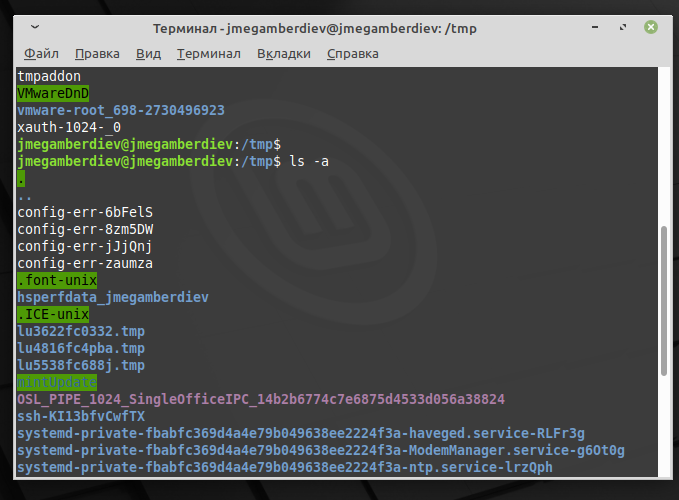 Терминал - jmegamberdiev@jmegamberdiev: /tmp
Файл Правка Вид Терминал Вкладки Справка
tmpaddon
VMwareDnD
vmware-root_698-2730496923
xauth-1024-_0
jmegamberdiev@jmegamberdiev:/tmp$
jmegamberdiev@jmegamberdiev:/tmp$ ls -a
.
..
config-err-6bFelS
config-err-8zm5DW
config-err-jJjQnj
config-err-zaumza
.font-unix
hsperfdata_jmegamberdiev
.ICE-unix
lu3622fc0332.tmp
lu4816fc4pba.tmp
lu5538fc688j.tmp
mintUpdate
OSL_PIPE_1024_SingleOfficeIPC_14b2b6774c7e6875d4533d056a38824
ssh-KI13bfvCwfTX
systemd-private-fbabfc369d4a4e79b049638ee2224f3a-haveged.service-RLFr3g
systemd-private-fbabfc369d4a4e79b049638ee2224f3a-ModemManager.service-g6Ot0g
systemd-private-fbabfc369d4a4e79b049638ee2224f3a-ntp.service-lrzQph